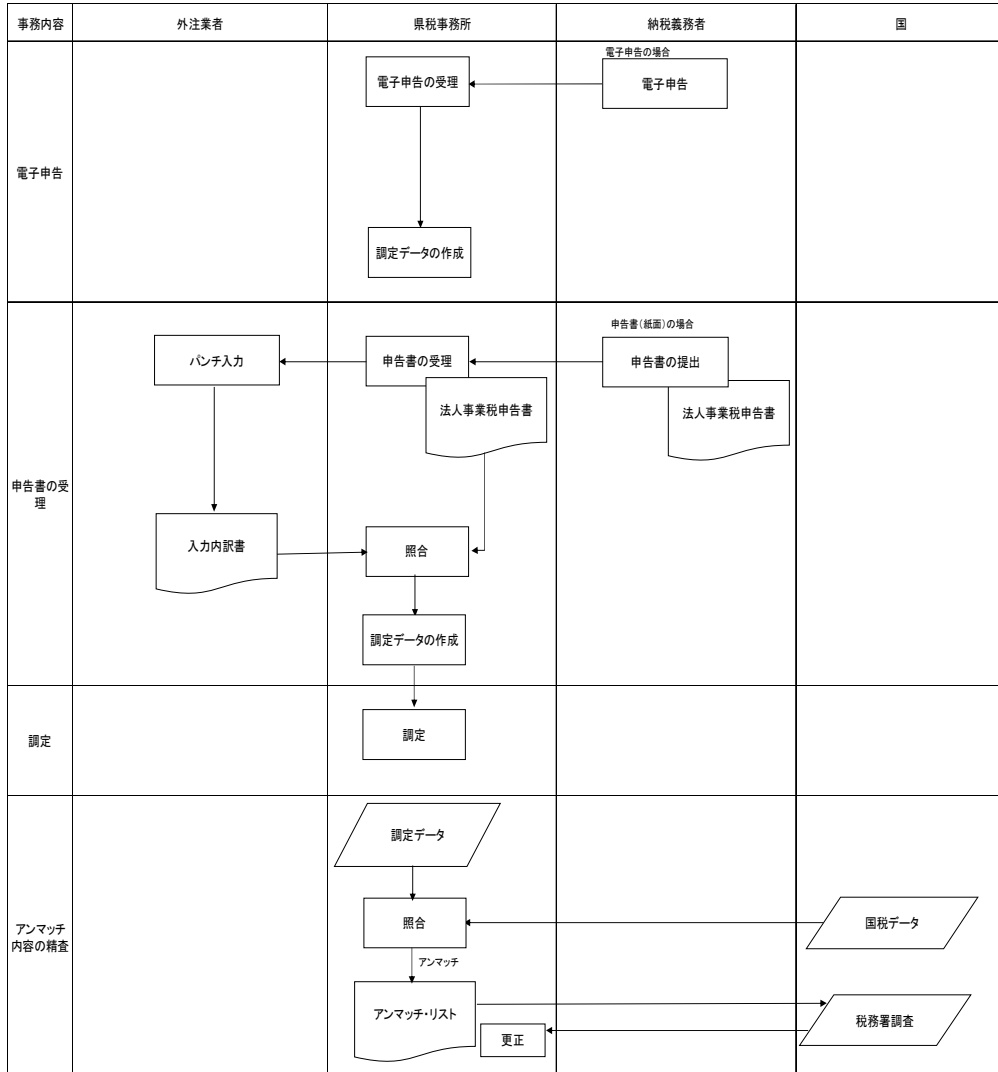 事務内容
外注業者
県税事務所
納税義務者
国
電子申告
電子申告の場合
電子申告の受理
電子申告
調定データの作成
申告書の受
理
申告書(紙面)の場合
パンチ入力
申告書の受理
申告書の提出
法人事業税申告書
法人事業税申告書
入力内訳書
照合
調定データの作成
調定
調定
アンマッチ
内容の精査
調定データ
照合
国税データ
アンマッチ
アンマッチ・リスト
税務署調査
更正